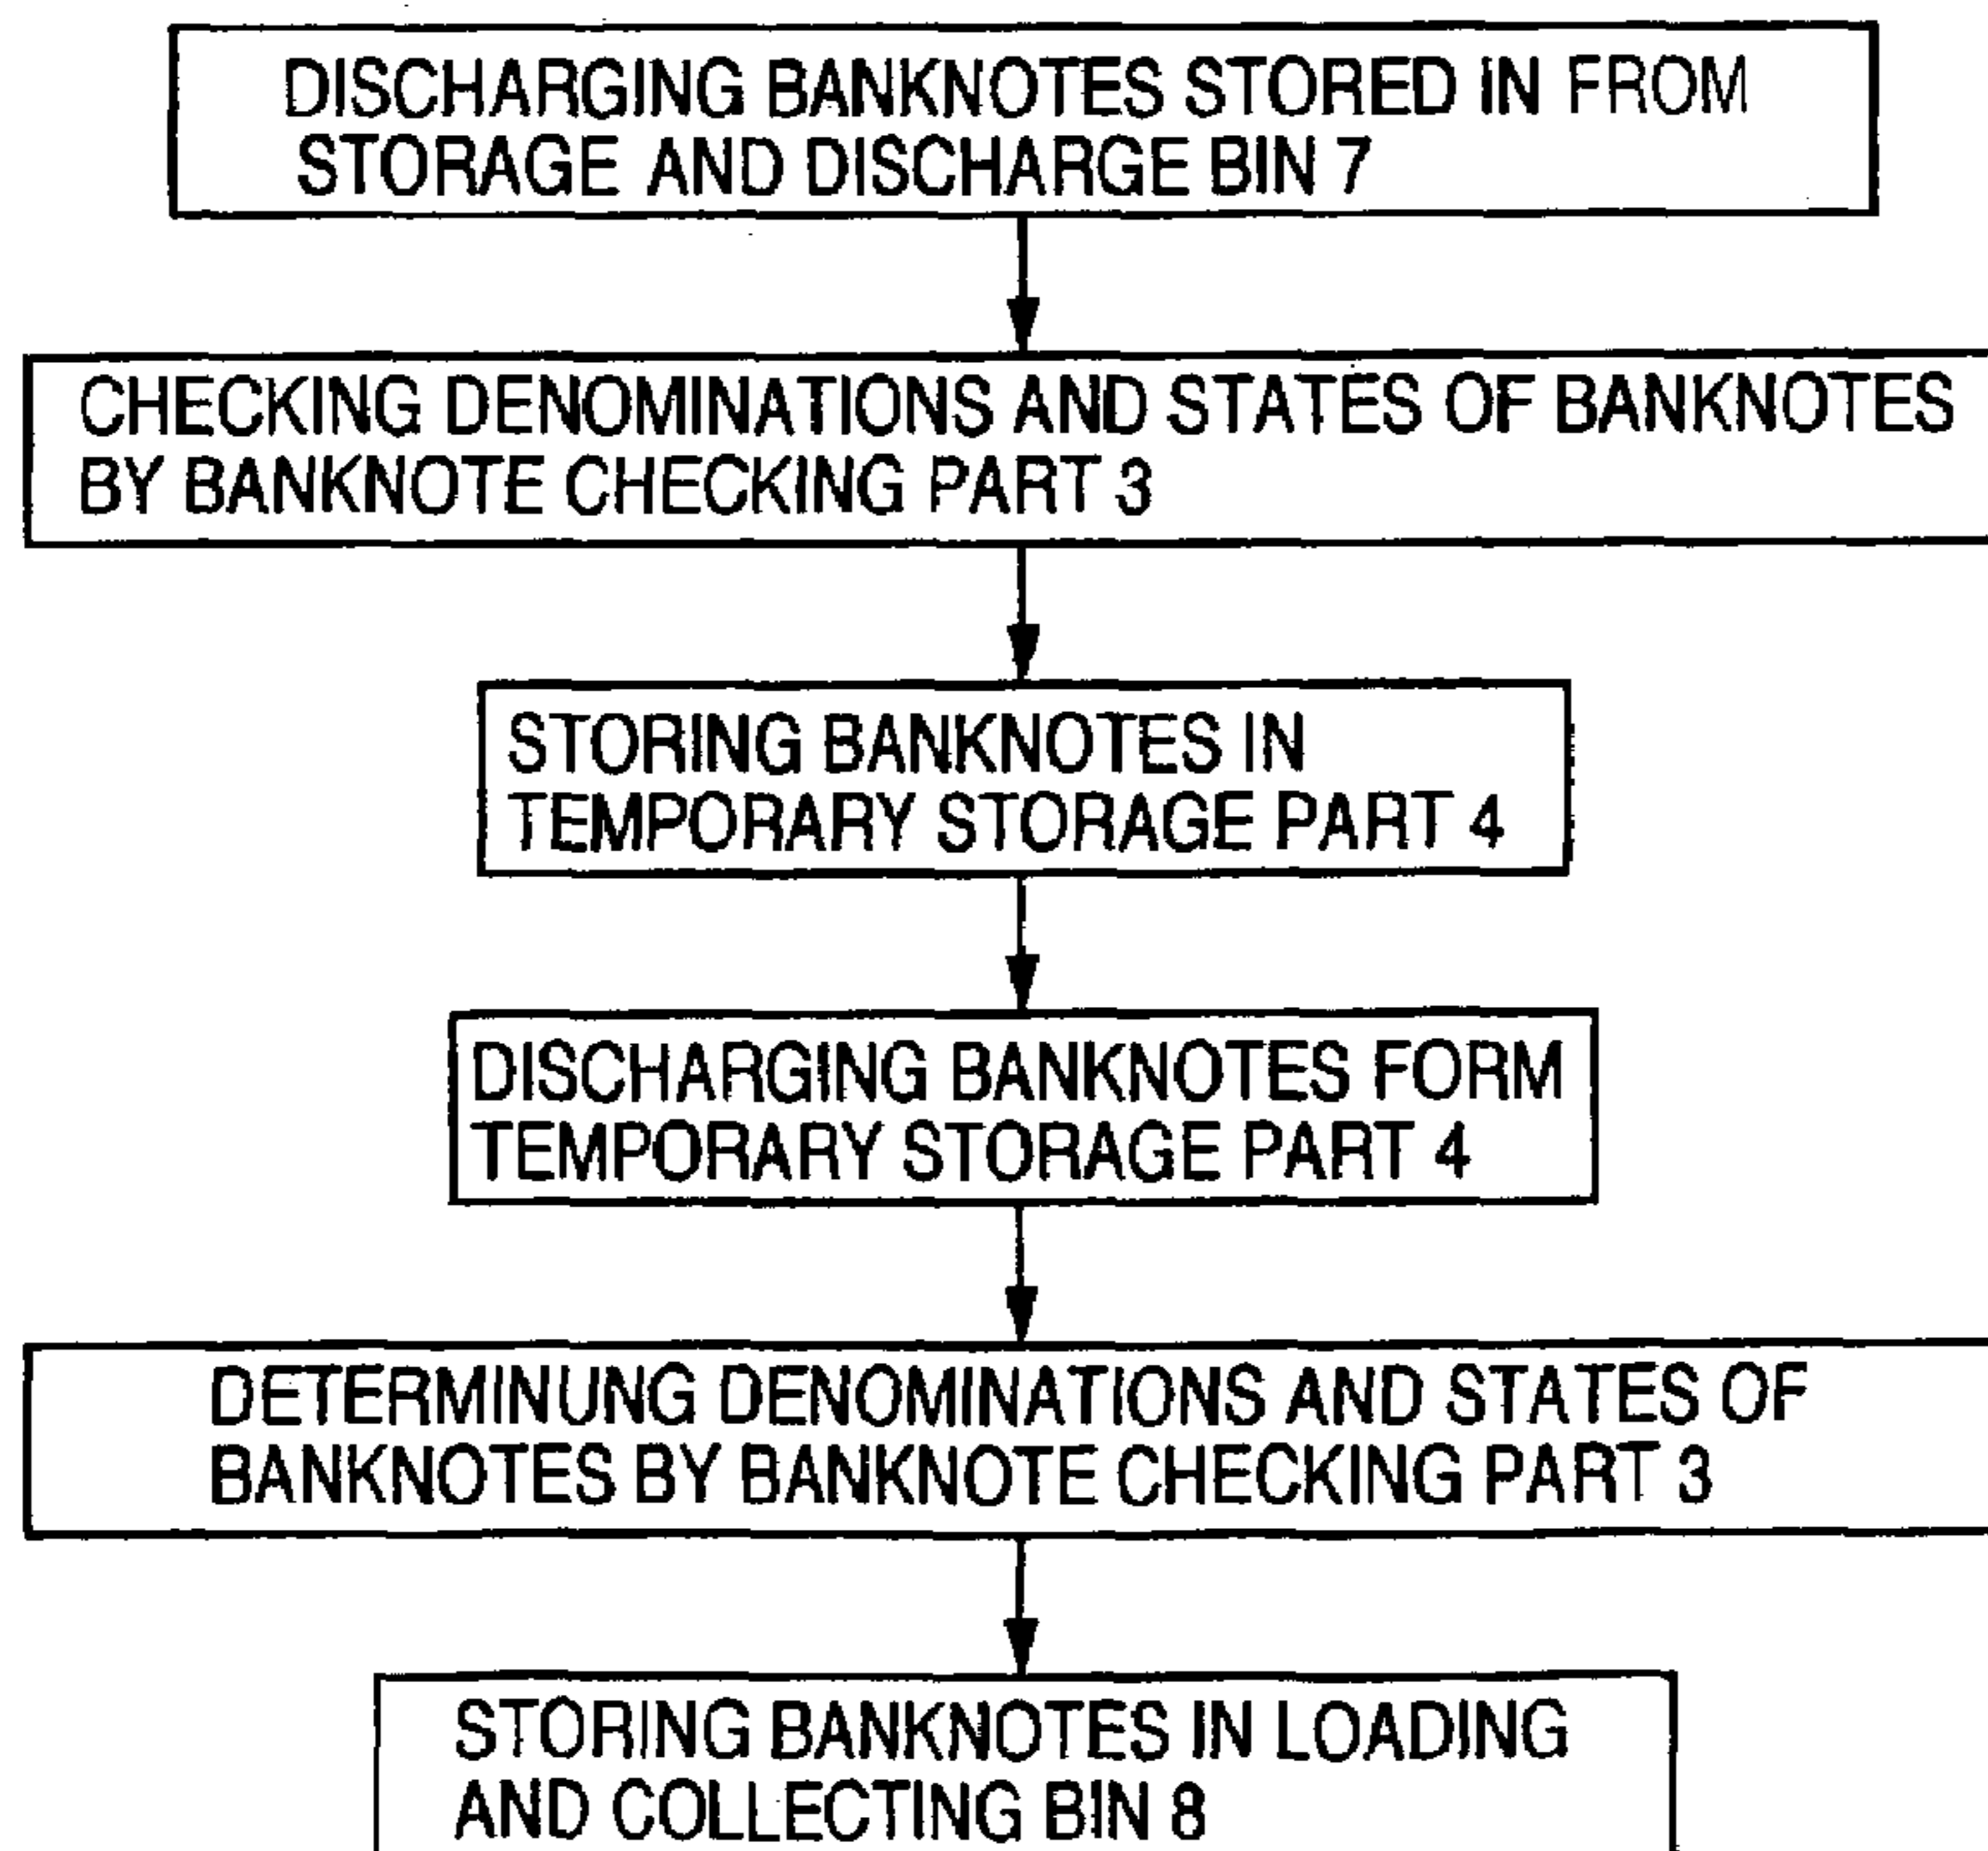 DISCHARGING BANKNOTES STORED IN FROM
STORAGE AND DISCHARGE BIN 7
CHECKING DENOMINATIONS AND STATES OF BANKNOTES
BY BANKNOTE CHECKING PART 3
STORING BANKNOTES IN
TEMPORARY STORAGE PART 4
DISCHARGING BANKNOTES FORM
TEMPORARY STORAGE PART 4
DETERMINUNG DENOMINATIONS AND STATES OF
BANKNOTES BY BANKNOTE CHECKING PART 3
STORING BANKNOTES IN LOADING
AND COLLECTING BIN 8